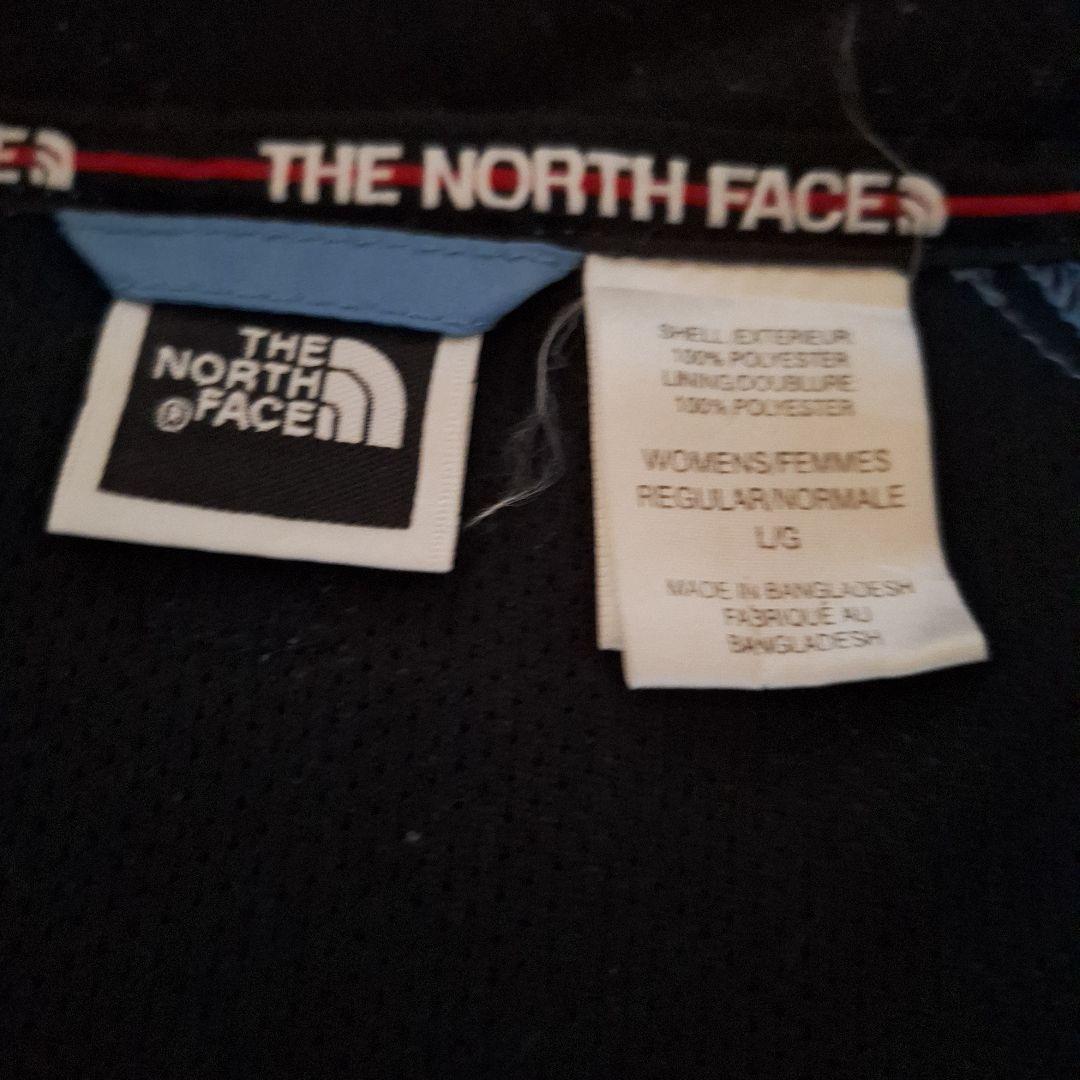 E
THE NORTH FACE
THE
NORTH
® FACE
SHELL/EXTERIEUR
100% POLYESTER
LINING/DOUBLURE
100% POLYESTER
WOMENS/FEMMES
REGULAR/NORMALE
L/G
MADE IN BANGLADESH
FABRIQUÉ AU
BANGLADESH